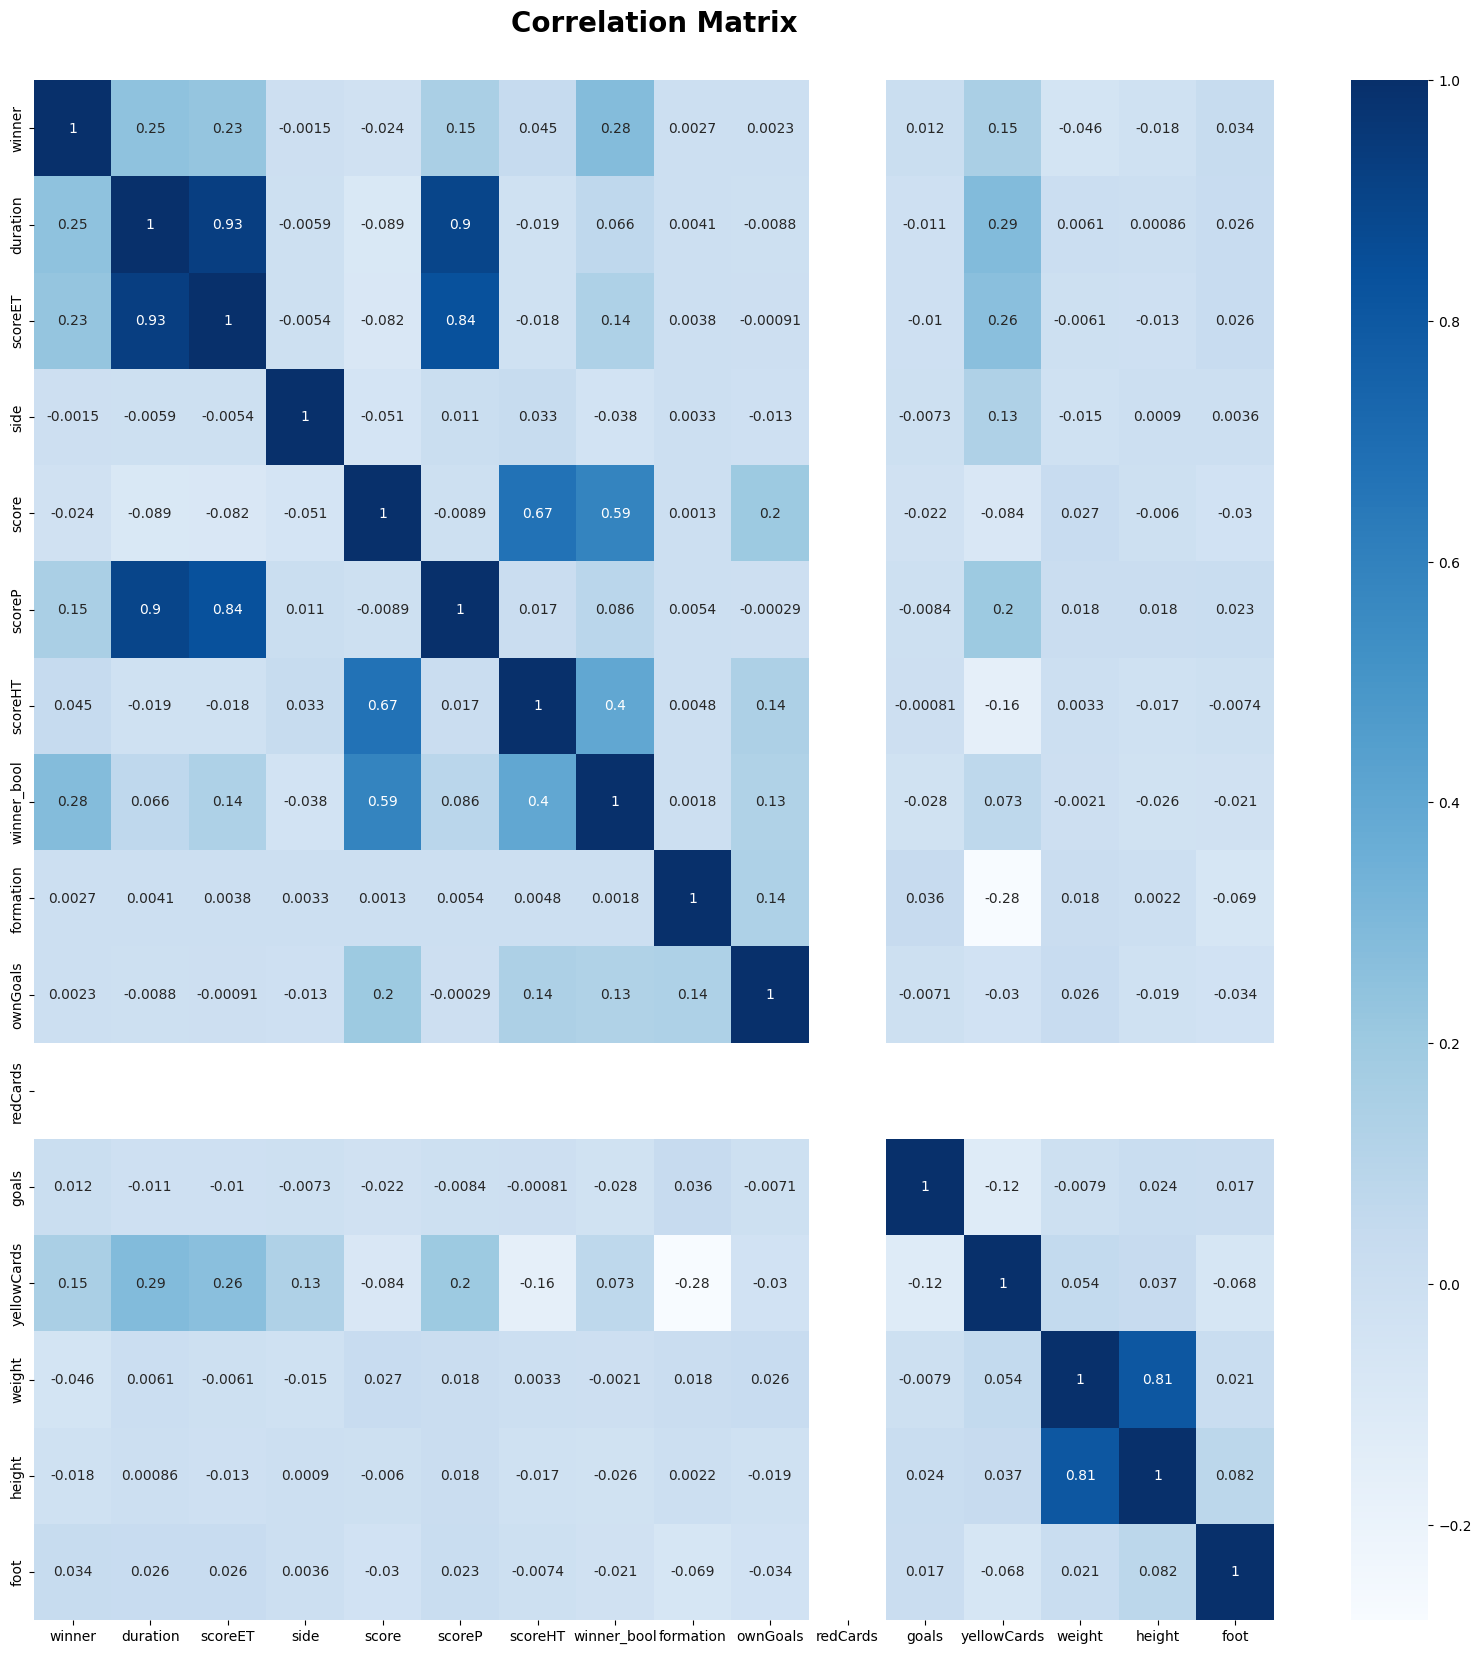 Correlation Matrix
winner 1 0.25 0.23 -0.0015 -0.024 0.15 0.045 0.28 0.0027 0.0023 0.012 0.15 -0.046 -0.018 0.034
duration 0.25 1 0.93 -0.0059 -0.089 0.9 -0.019 0.066 0.0041 -0.0088 -0.011 0.29 0.0061 0.00086 0.026
scoreET 0.23 0.93 1 -0.0054 -0.082 0.84 -0.018 0.14 0.0038 -0.00091 -0.01 0.26 -0.0061 -0.013 0.026
side -0.0015 -0.0059 -0.0054 1 -0.051 0.011 0.033 -0.038 0.0033 -0.013 -0.0073 0.13 -0.015 0.0009 0.0036
score -0.024 -0.089 -0.082 -0.051 1 -0.0089 0.67 0.59 0.0013 0.2 -0.022 -0.084 0.027 -0.006 -0.03
scoreP 0.15 0.9 0.84 0.011 -0.0089 1 0.017 0.086 0.0054 -0.00029 -0.0084 0.2 0.018 0.018 0.023
scoreHT 0.045 -0.019 -0.018 0.033 0.67 0.017 1 0.4 0.0048 0.14 -0.00081 -0.16 0.0033 -0.017 -0.0074
winner_bool 0.28 0.066 0.14 -0.038 0.59 0.086 0.4 1 0.0018 0.13 -0.028 0.073 -0.0021 -0.026 -0.021
formation 0.0027 0.0041 0.0038 0.0033 0.0013 0.0054 0.0048 0.0018 1 0.14 0.036 -0.28 0.018 0.0022 -0.069
ownGoals 0.0023 -0.0088 -0.00091 -0.013 0.2 -0.00029 0.14 0.13 0.14 1 -0.0071 -0.03 0.026 -0.019 -0.034
redCards
goals 0.012 -0.011 -0.01 -0.0073 -0.022 -0.0084 -0.00081 -0.028 0.036 -0.0071 1 -0.12 -0.0079 0.024 0.017
yellowCards 0.15 0.29 0.26 0.13 -0.084 0.2 -0.16 0.073 -0.28 -0.03 -0.12 1 0.054 0.037 -0.068
weight -0.046 0.0061 -0.0061 -0.015 0.027 0.018 0.0033 -0.0021 0.018 0.026 -0.0079 0.054 1 0.81 0.021
height -0.018 0.00086 -0.013 0.0009 -0.006 0.018 -0.017 -0.026 0.0022 -0.019 0.024 0.037 0.81 1 0.082
foot 0.034 0.026 0.026 0.0036 -0.03 0.023 -0.0074 -0.021 -0.069 -0.034 0.017 -0.068 0.021 0.082 1
winner duration scoreET side score scoreP scoreHT winner_bool formation ownGoals redCards goals yellowCards weight height foot
1.0
0.8
0.6
0.4
0.2
0.0
−0.2